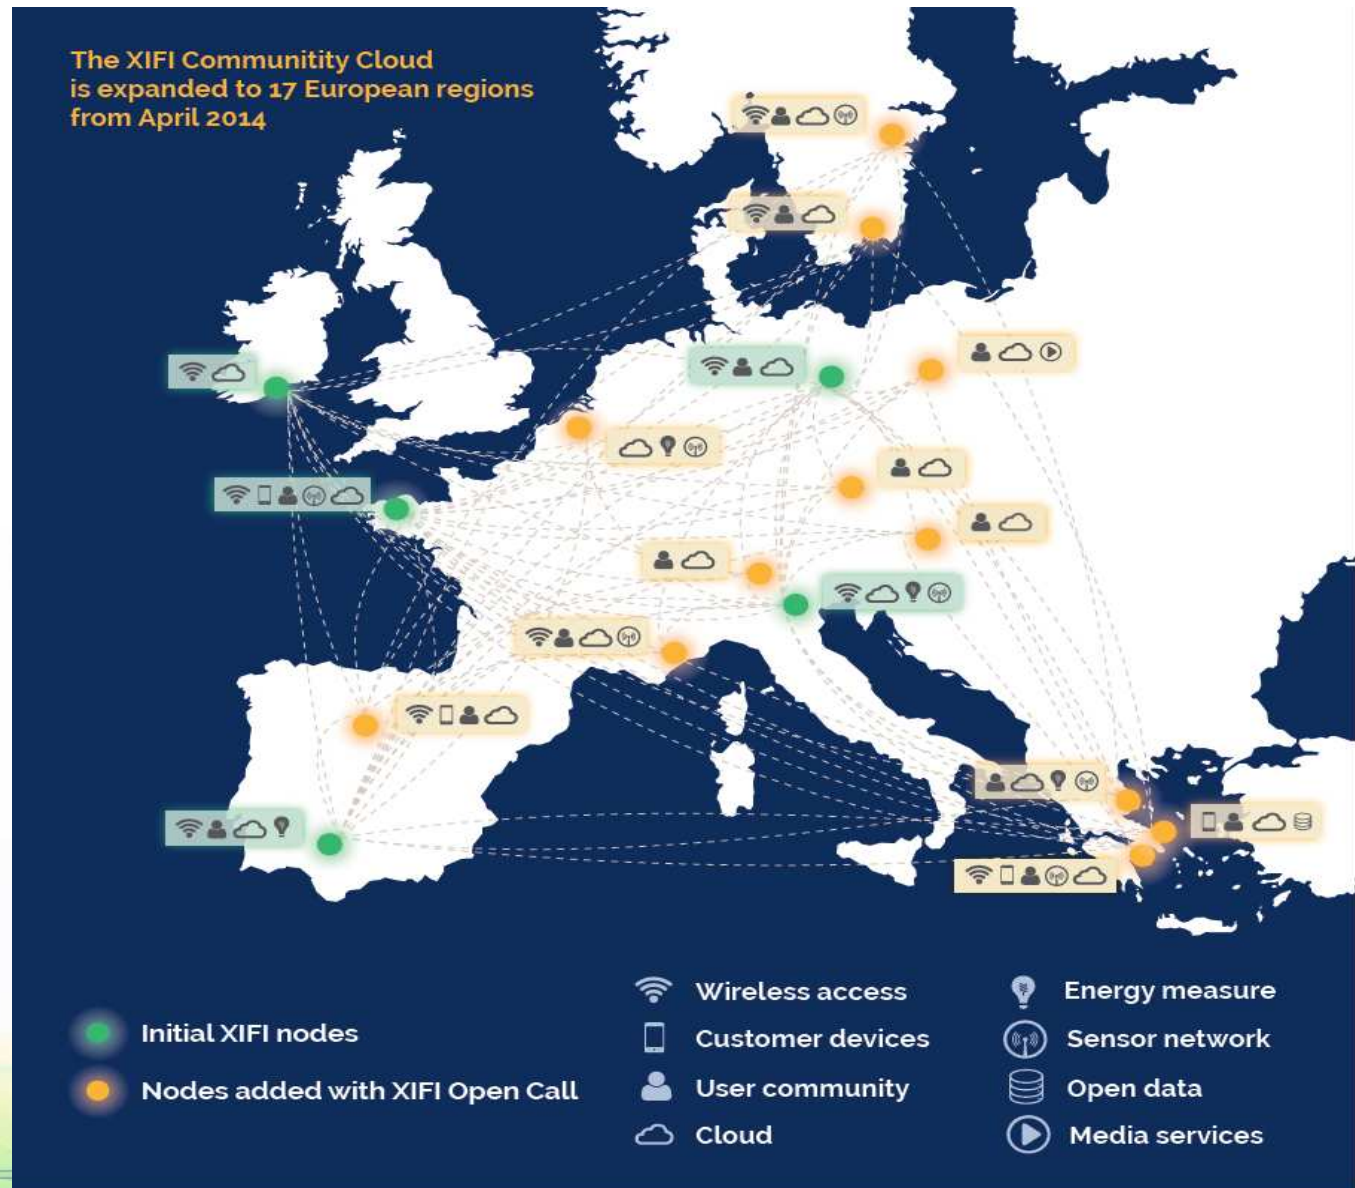 The XIFI Communitity Cloud
is expanded to 17 European regions
from April 2014
Initial XIFI nodes
Nodes added with XIFI Open Call
Wireless access
Customer devices
User community
Cloud
Energy measure
Sensor network
Open data
Media services